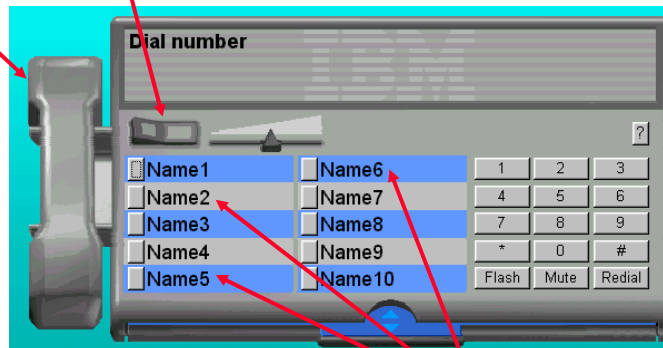 Dial number
IBM
?
Name1 Name6 1 2 3
Name2 Name7 4 5 6
Name3 Name8 7 8 9
Name4 Name9 * 0 #
Name5 Name10 Flash Mute Redial